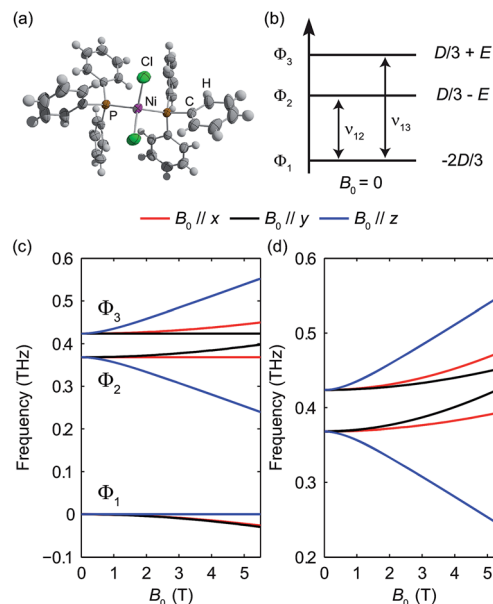 (a)
Cl
H
Ni
C
P
(b)
Φ3
D/3 + E
Φ2
D/3 - E
ν12
ν13
Φ1
-2D/3
B0 = 0
B0 // x
B0 // y
B0 // z
(c)
0.6
0.5
0.4
0.3
0.2
0.1
0
−0.1
Frequency (THz)
Φ3
Φ2
Φ1
0 1 2 3 4 5
B0 (T)
(d)
0.6
0.5
0.4
0.3
0.2
Frequency (THz)
0 1 2 3 4 5
B0 (T)